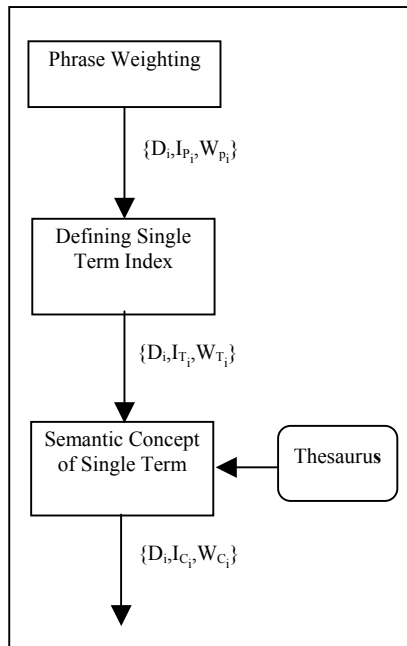 Phrase Weighting
{Di,IPi,Wpi}
Defining Single
Term Index
{Di,ITi,WTi}
Semantic Concept
of Single Term
Thesaurus
{Di,ICi,WCi}